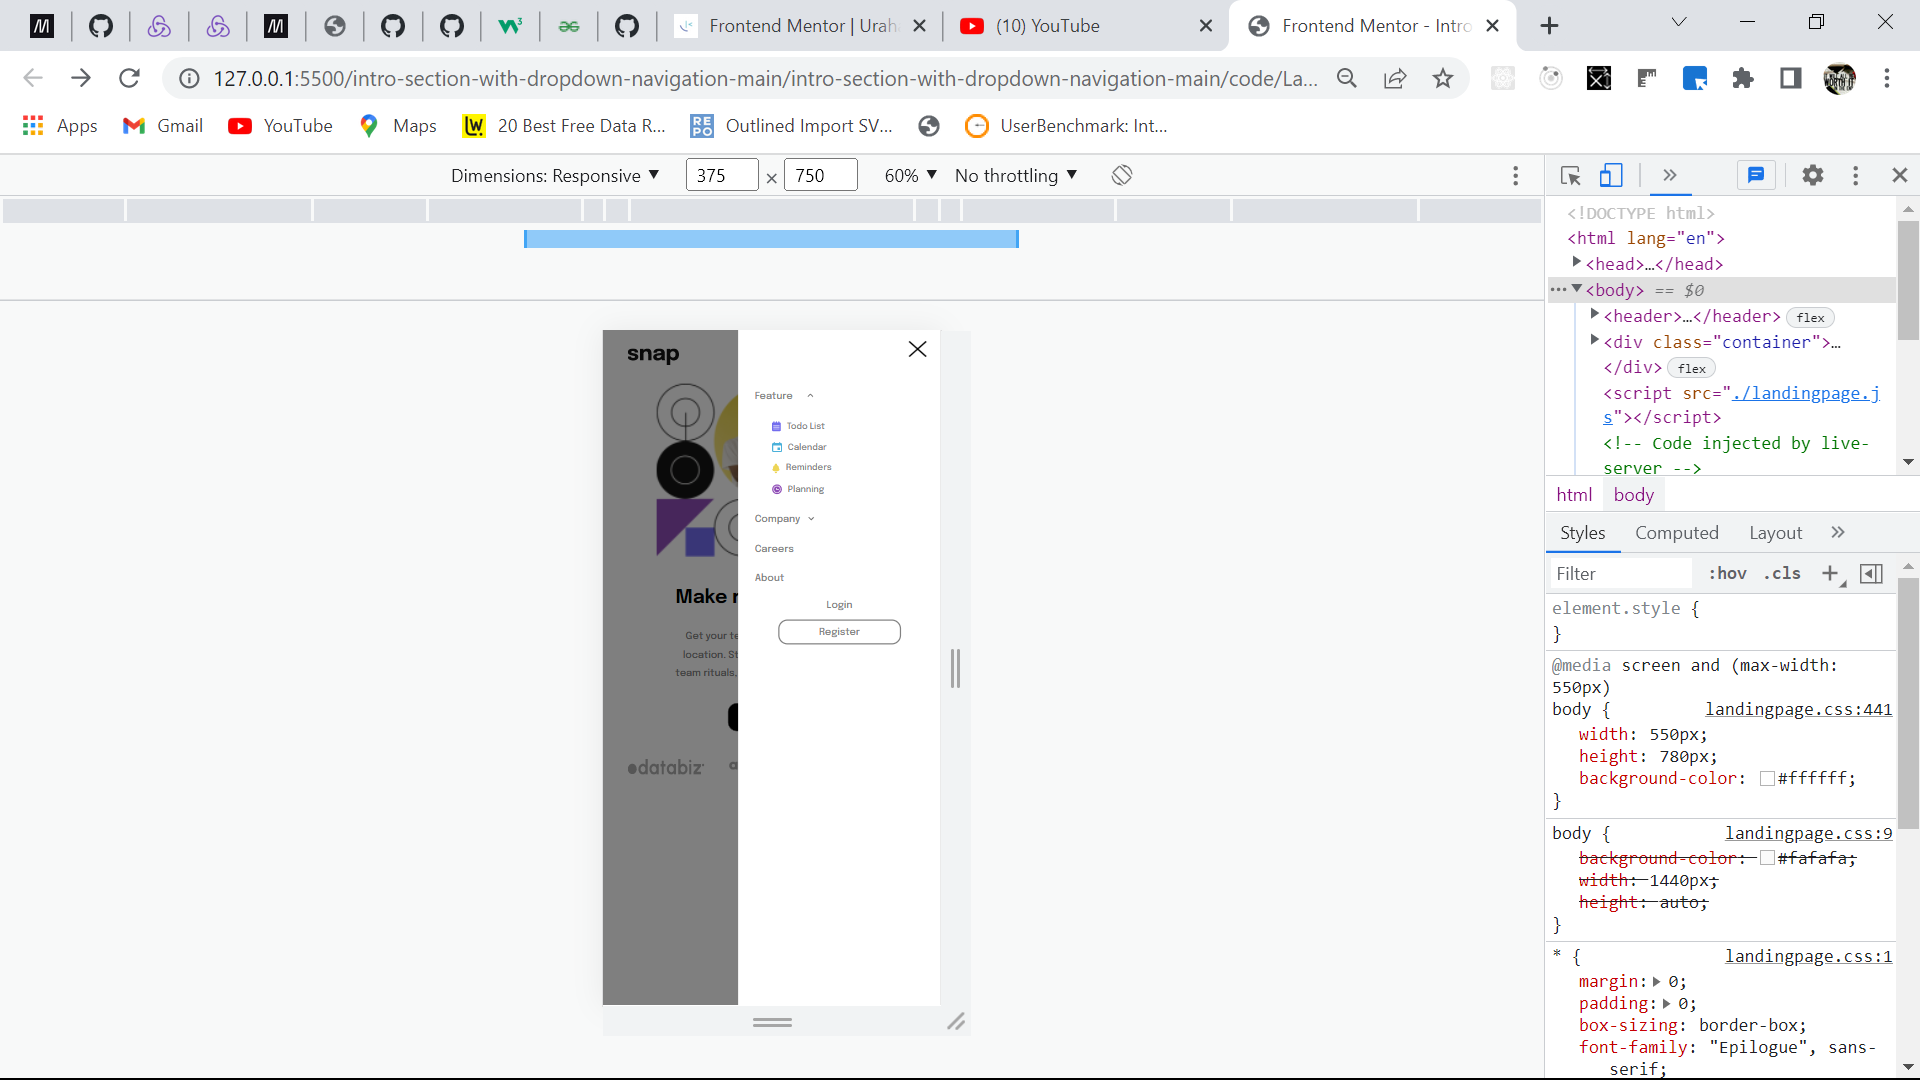 Frontend Mentor | Urah
(10) YouTube
Frontend Mentor - Intro
127.0.0.1:5500/intro-section-with-dropdown-navigation-main/intro-section-with-dropdown-navigation-main/code/La...
Apps
Gmail
YouTube
Maps
LW
20 Best Free Data R...
REPO
Outlined Import SV...
UserBenchmark: Int...
Dimensions: Responsive
375 × 750
60%
No throttling
snap
Feature
Todo List
Calendar
Reminders
Planning
Company
Careers
About
Login
Register
Make r
Get your te
location. St
team rituals,
databiz
<!DOCTYPE html>
<html lang="en">
<head>…</head>
<body> == $0
<header>…</header> flex
<div class="container">…
</div> flex
<script src="./landingpage.j
s"></script>
<!-- Code injected by live-
server -->
html body
Styles Computed Layout »
Filter :hov .cls +
element.style {
}
@media screen and (max-width:
550px)
body { landingpage.css:441
width: 550px;
height: 780px;
background-color: #ffffff;
}
body { landingpage.css:9
background-color: #fafafa;
width: 1440px;
height: auto;
}
* { landingpage.css:1
margin: 0;
padding: 0;
box-sizing: border-box;
font-family: "Epilogue", sans-
serif;